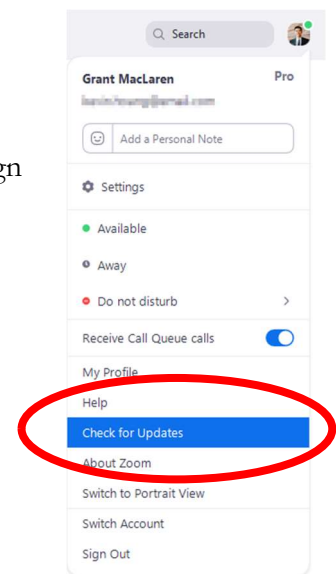 Search
Grant MacLaren Pro
Add a Personal Note
gn
Settings
Available
Away
Do not disturb
Receive Call Queue calls
My Profile
Help
Check for Updates
About Zoom
Switch to Portrait View
Switch Account
Sign Out